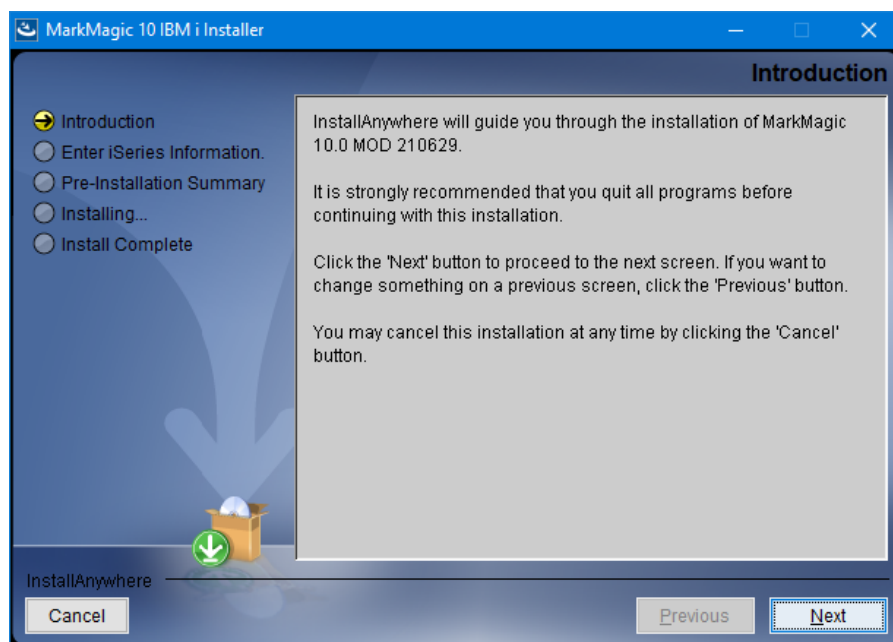 MarkMagic 10 IBM i Installer
Introduction
Introduction
Enter iSeries Information.
Pre-Installation Summary
Installing...
Install Complete
InstallAnywhere will guide you through the installation of MarkMagic
10.0 MOD 210629.
It is strongly recommended that you quit all programs before
continuing with this installation.
Click the 'Next' button to proceed to the next screen. If you want to
change something on a previous screen, click the 'Previous' button.
You may cancel this installation at any time by clicking the 'Cancel'
button.
InstallAnywhere
Cancel
Previous
Next